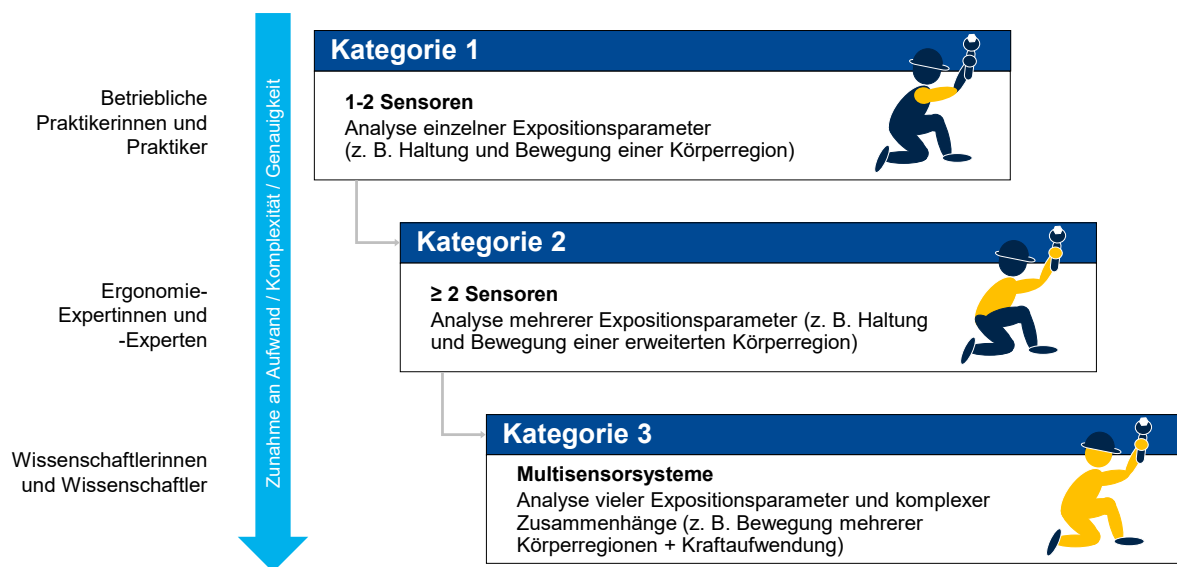 Betriebliche
Praktikerinnen und
Praktiker
Zunahme an Aufwand / Komplexität / Genauigkeit
Kategorie 1
1-2 Sensoren
Analyse einzelner Expositionsparameter
(z. B. Haltung und Bewegung einer Körperregion)
Ergonomie-
Expertinnen und
-Experten
Kategorie 2
≥ 2 Sensoren
Analyse mehrerer Expositionsparameter (z. B. Haltung
und Bewegung einer erweiterten Körperregion)
Wissenschaftlerinnen
und Wissenschaftler
Kategorie 3
Multisensorsysteme
Analyse vieler Expositionsparameter und komplexer
Zusammenhänge (z. B. Bewegung mehrerer
Körperregionen + Kraftaufwendung)